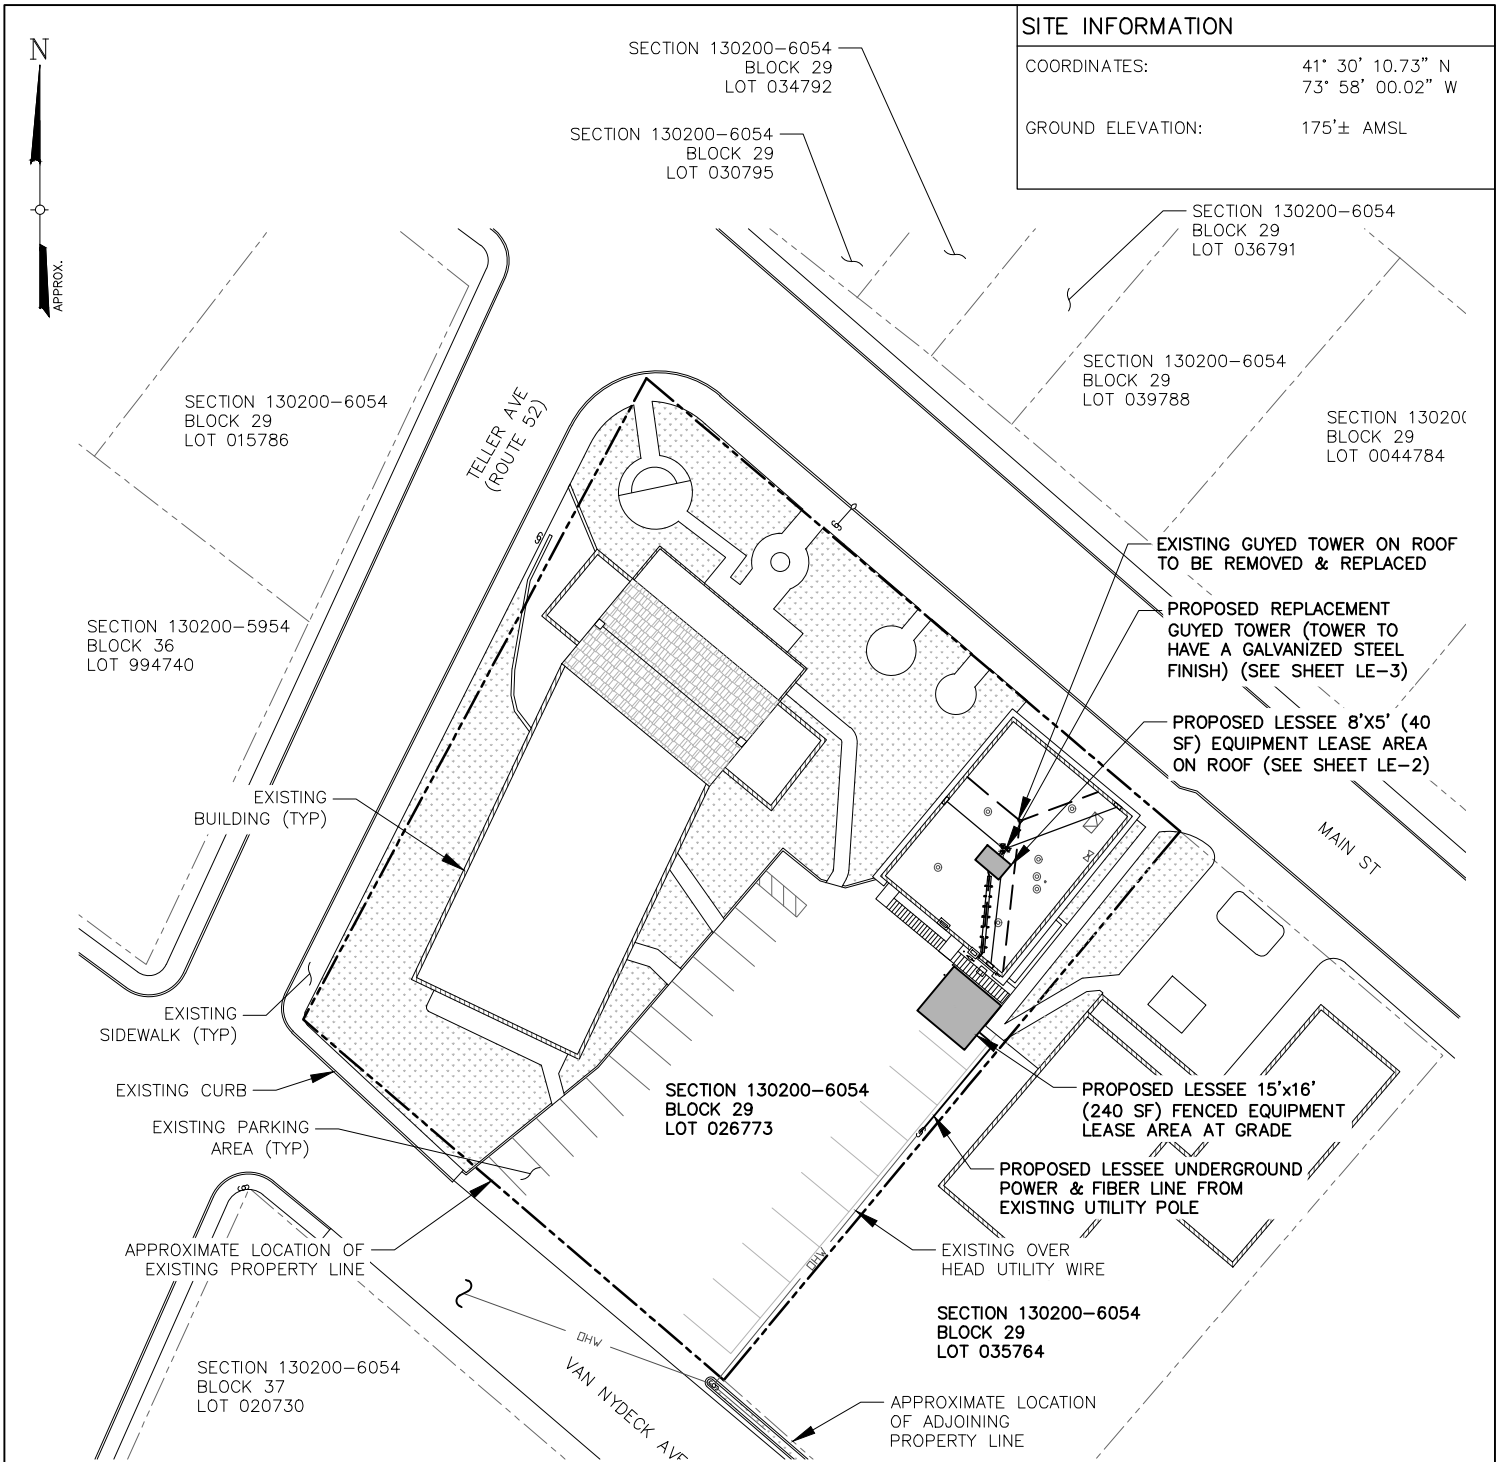 SITE INFORMATION
COORDINATES: 41° 30' 10.73" N
73° 58' 00.02" W
GROUND ELEVATION: 175'± AMSL
N
APPROX.
SECTION 130200-6054
BLOCK 29
LOT 034792
SECTION 130200-6054
BLOCK 29
LOT 030795
SECTION 130200-6054
BLOCK 29
LOT 036791
SECTION 130200-6054
BLOCK 29
LOT 039788
SECTION 130200-6054
BLOCK 29
LOT 015786
TELLER AVE
(ROUTE 52)
SECTION 13020
BLOCK 29
LOT 0044784
EXISTING GUYED TOWER ON ROOF
TO BE REMOVED & REPLACED
PROPOSED REPLACEMENT
GUYED TOWER (TOWER TO
HAVE A GALVANIZED STEEL
FINISH) (SEE SHEET LE-3)
SECTION 130200-5954
BLOCK 36
LOT 994740
PROPOSED LESSEE 8'X5' (40
SF) EQUIPMENT LEASE AREA
ON ROOF (SEE SHEET LE-2)
EXISTING
BUILDING (TYP)
MAIN ST
EXISTING
SIDEWALK (TYP)
EXISTING CURB
EXISTING PARKING
AREA (TYP)
SECTION 130200-6054
BLOCK 29
LOT 026773
PROPOSED LESSEE 15'x16'
(240 SF) FENCED EQUIPMENT
LEASE AREA AT GRADE
PROPOSED LESSEE UNDERGROUND
POWER & FIBER LINE FROM
EXISTING UTILITY POLE
APPROXIMATE LOCATION OF
EXISTING PROPERTY LINE
OHW
EXISTING OVER
HEAD UTILITY WIRE
SECTION 130200-6054
BLOCK 29
LOT 035764
OHW
SECTION 130200-6054
BLOCK 37
LOT 020730
VAN NYDECK AVE
APPROXIMATE LOCATION
OF ADJOINING
PROPERTY LINE